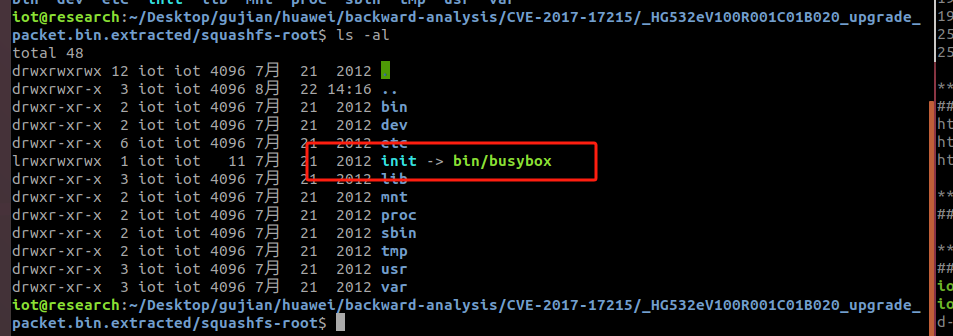 bin dev etc init lib mnt proc sbin tmp usr var
iot@research:~/Desktop/gujian/huawei/backward-analysis/CVE-2017-17215/_HG532eV100R001C01B020_upgrade_
packet.bin.extracted/squashfs-root$ ls -al
total 48
drwxrwxrwx 12 iot iot 4096 7月 21 2012 .
drwxrwxr-x 3 iot iot 4096 8月 22 14:16 ..
drwxr-xr-x 2 iot iot 4096 7月 21 2012 bin
drwxr-xr-x 2 iot iot 4096 7月 21 2012 dev
drwxr-xr-x 6 iot iot 4096 7月 21 2012 etc
lrwxrwxrwx 1 iot iot 11 7月 21 2012 init -> bin/busybox
drwxr-xr-x 3 iot iot 4096 7月 21 2012 lib
drwxr-xr-x 2 iot iot 4096 7月 21 2012 mnt
drwxr-xr-x 2 iot iot 4096 7月 21 2012 proc
drwxr-xr-x 2 iot iot 4096 7月 21 2012 sbin
drwxr-xr-x 2 iot iot 4096 7月 21 2012 tmp
drwxr-xr-x 3 iot iot 4096 7月 21 2012 usr
drwxr-xr-x 3 iot iot 4096 7月 21 2012 var
iot@research:~/Desktop/gujian/huawei/backward-analysis/CVE-2017-17215/_HG532eV100R001C01B020_upgrade_
packet.bin.extracted/squashfs-root$
19
25
25
**
##
ht
ht
ht
**
##
**
##
io
io
d-